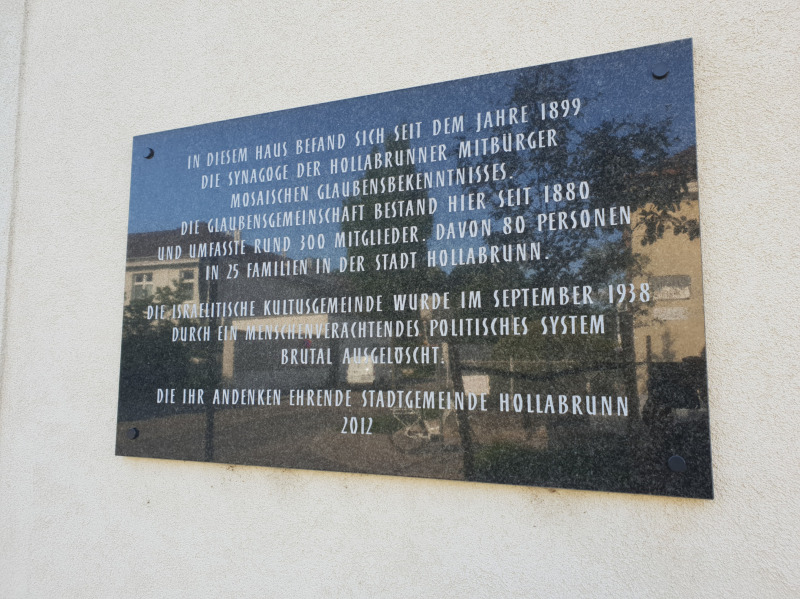 IN DIESEM HAUS BEFAND SICH SEIT DEM JAHRE 1899
DIE SYNAGOGE DER HOLLABRUNNER MITBÜRGER
MOSAISCHEN GLAUBENSBEKENNTNISSES.
DIE GLAUBENSGEMEINSCHAFT BESTAND HIER SEIT 1880
UND UMFASSTE RUND 300 MITGLIEDER, DAVON 80 PERSONEN
IN 25 FAMILIEN IN DER STADT HOLLABRUNN.
DIE ISRAELITISCHE KULTUSGEMEINDE WURDE IM SEPTEMBER 1938
DURCH EIN MENSCHENVERACHTENDES POLITISCHES SYSTEM
BRUTAL AUSGELÖSCHT.
DIE IHR ANDENKEN EHRENDE STADTGEMEINDE HOLLABRUNN
2012